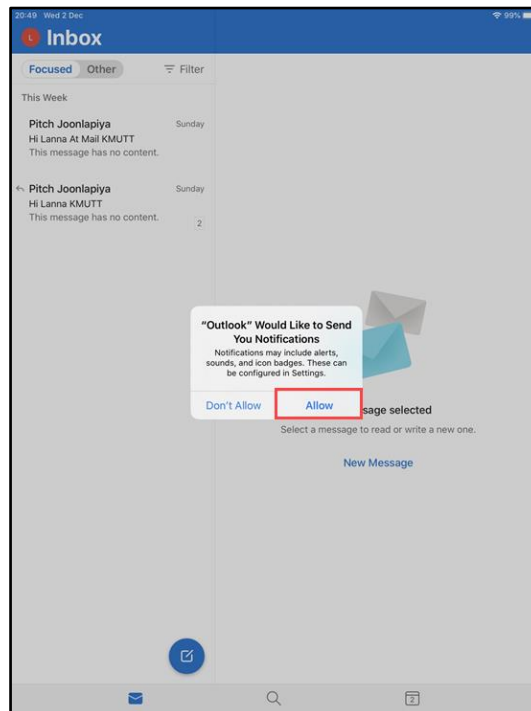 20:49 Wed 2 Dec
99%
L
Inbox
Focused Other
Filter
This Week
Pitch Joonlapiya Sunday
Hi Lanna At Mail KMUTT
This message has no content.
Pitch Joonlapiya Sunday
Hi Lanna KMUTT
This message has no content.
2
"Outlook" Would Like to Send
You Notifications
Notifications may include alerts,
sounds, and icon badges. These can
be configured in Settings.
Don't Allow Allow
sage selected
Select a message to read or write a new one.
New Message
2